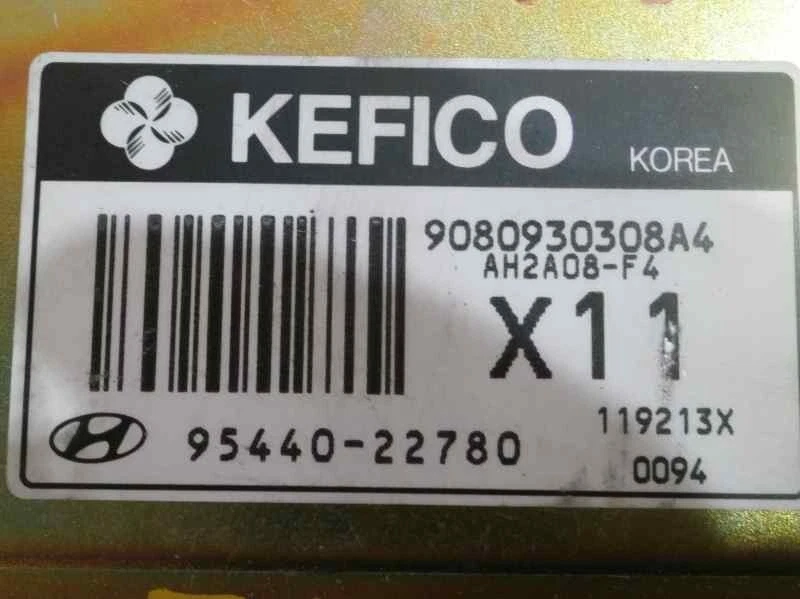 KEFICO KOREA
9080930308A4
AH2A08-F4
X11
95440-22780
119213X
0094